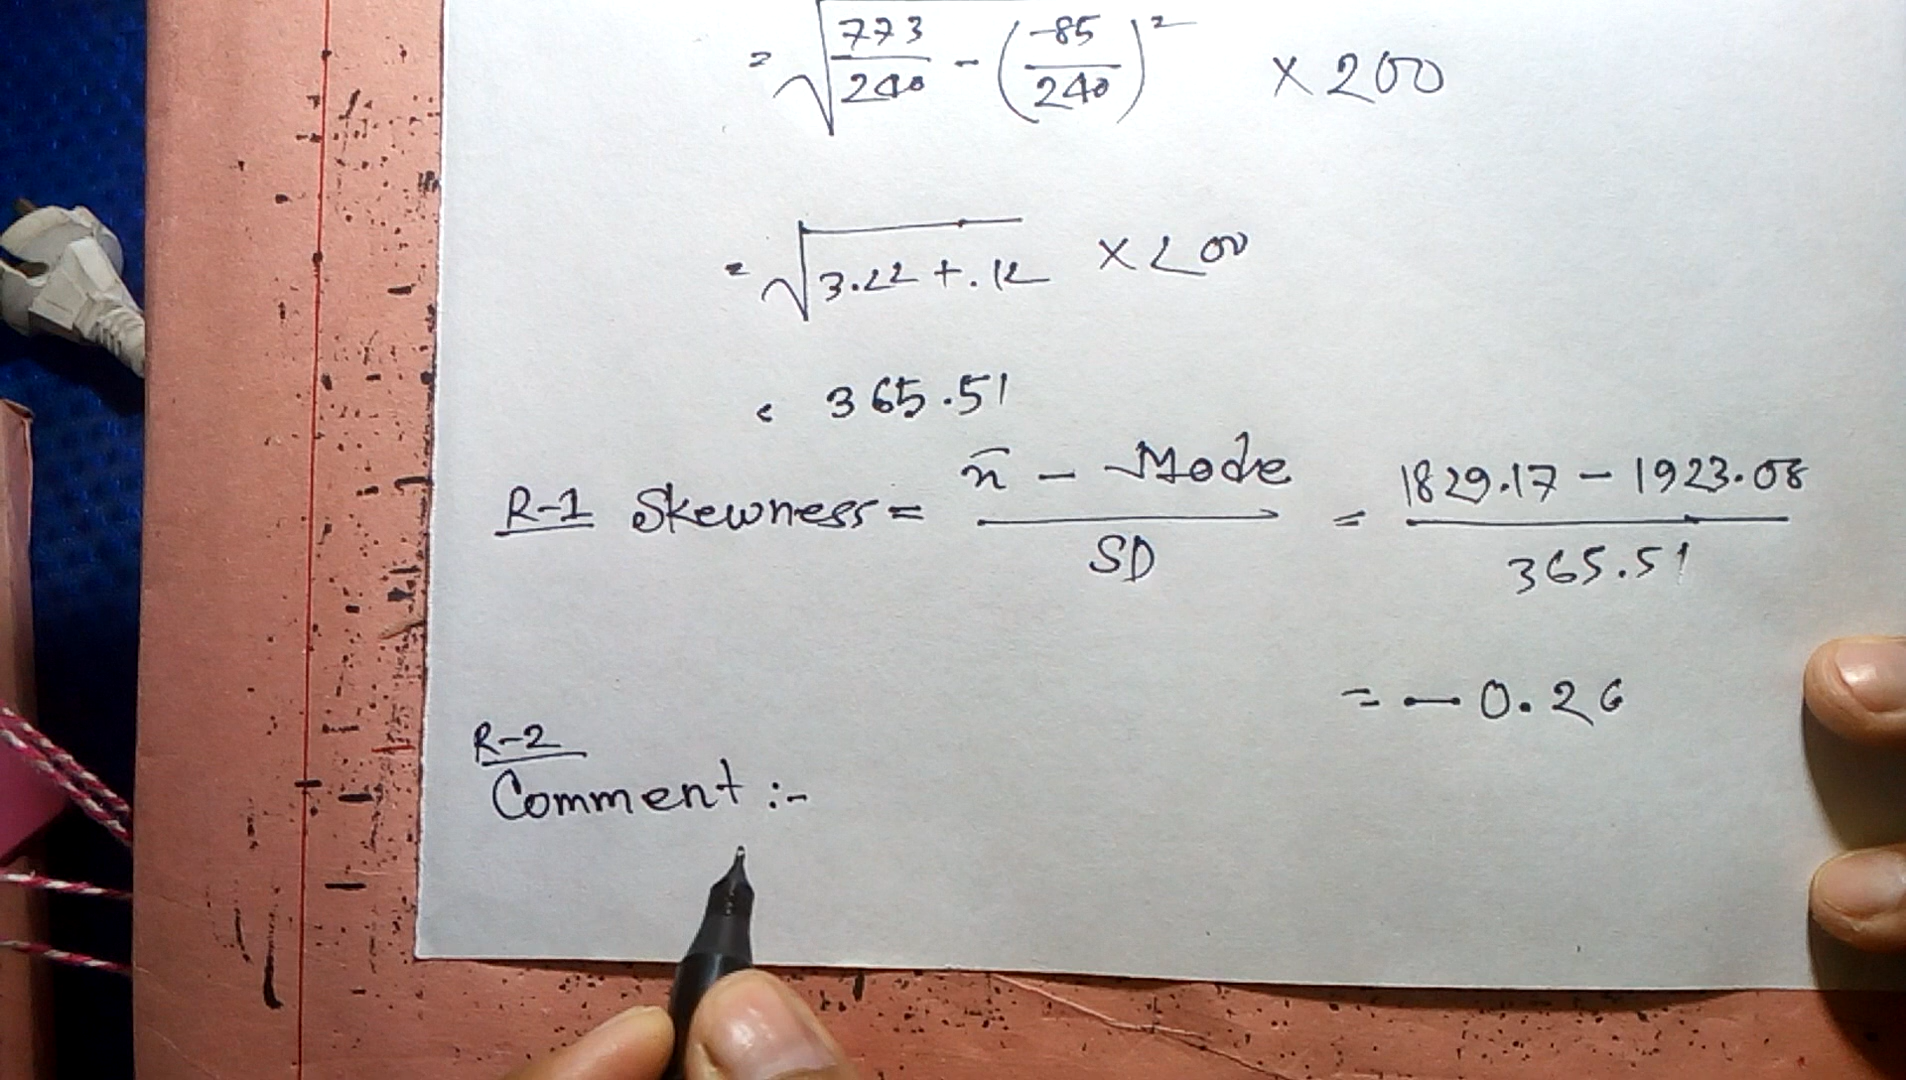 = √ 773/240 - (-85/240)² × 200
= √ 3.22 + .12 × 200
= 365.51
R-1 Skewness = x̄ - Mode / SD = 1829.17 - 1923.08 / 365.51
= - 0.26
R-2
Comment :-